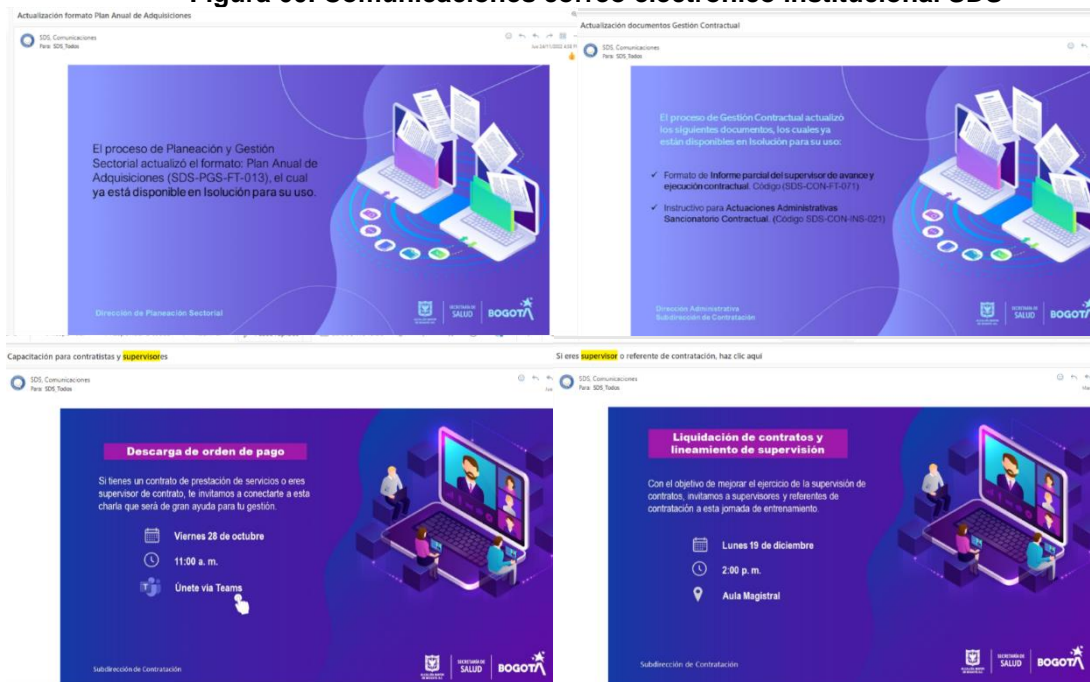 Actualización formato Plan Anual de Adquisiciones
SDS, Comunicaciones
Para: SDS_Todos
El proceso de Planeación y Gestión
Sectorial actualizó el formato: Plan Anual de
Adquisiciones (SDS-PGS-FT-013), el cual
ya está disponible en Isolución para su uso.
Dirección de Planeación Sectorial
SECRETARÍA DE
SALUD
BOGOTÁ
Actualización documentos Gestión Contractual
SDS, Comunicaciones
Para: SDS_Todos
El proceso de Gestión Contractual actualizó
los siguientes documentos, los cuales ya
están disponibles en Isolución para su uso:
✓ Formato de Informe parcial del supervisor de avance y
ejecución contractual. Código (SDS-CON-FT-071)
✓ Instructivo para Actuaciones Administrativas
Sancionatorio Contractual. (Código SDS-CON-INS-021)
Dirección Administrativa
Subdirección de Contratación
SECRETARÍA DE
SALUD
BOGOTÁ
Capacitación para contratistas y supervisores
SDS, Comunicaciones
Para: SDS_Todos
Descarga de orden de pago
Si tienes un contrato de prestación de servicios o eres
supervisor de contrato, te invitamos a conectarte a esta
charla que será de gran ayuda para tu gestión.
Viernes 28 de octubre
11:00 a. m.
Únete via Teams
Subdirección de Contratación
SECRETARÍA DE
SALUD
BOGOTÁ
Si eres supervisor o referente de contratación, haz clic aquí
SDS, Comunicaciones
Para: SDS_Todos
Liquidación de contratos y
lineamiento de supervisión
Con el objetivo de mejorar el ejercicio de la supervisión de
contratos, invitamos a supervisores y referentes de
contratación a esta jornada de entrenamiento.
Lunes 19 de diciembre
2:00 p. m.
Aula Magistral
Subdirección de Contratación
SECRETARÍA DE
SALUD
BOGOTÁ